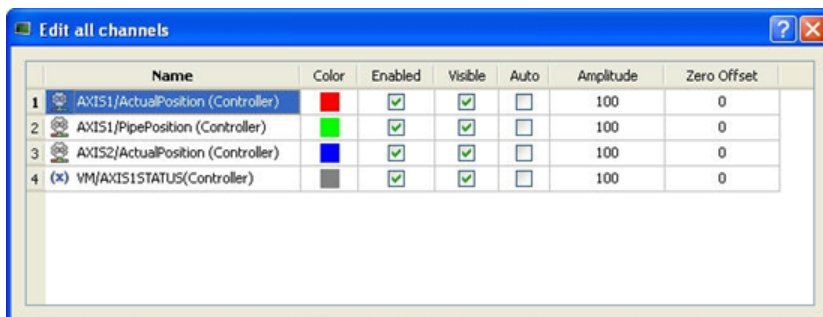 Edit all channels
Name Color Enabled Visible Auto Amplitude Zero Offset
1 AXIS1/ActualPosition (Controller) 100 0
2 AXIS1/PipePosition (Controller) 100 0
3 AXIS2/ActualPosition (Controller) 100 0
4 (x) VM/AXIS1STATUS(Controller) 100 0